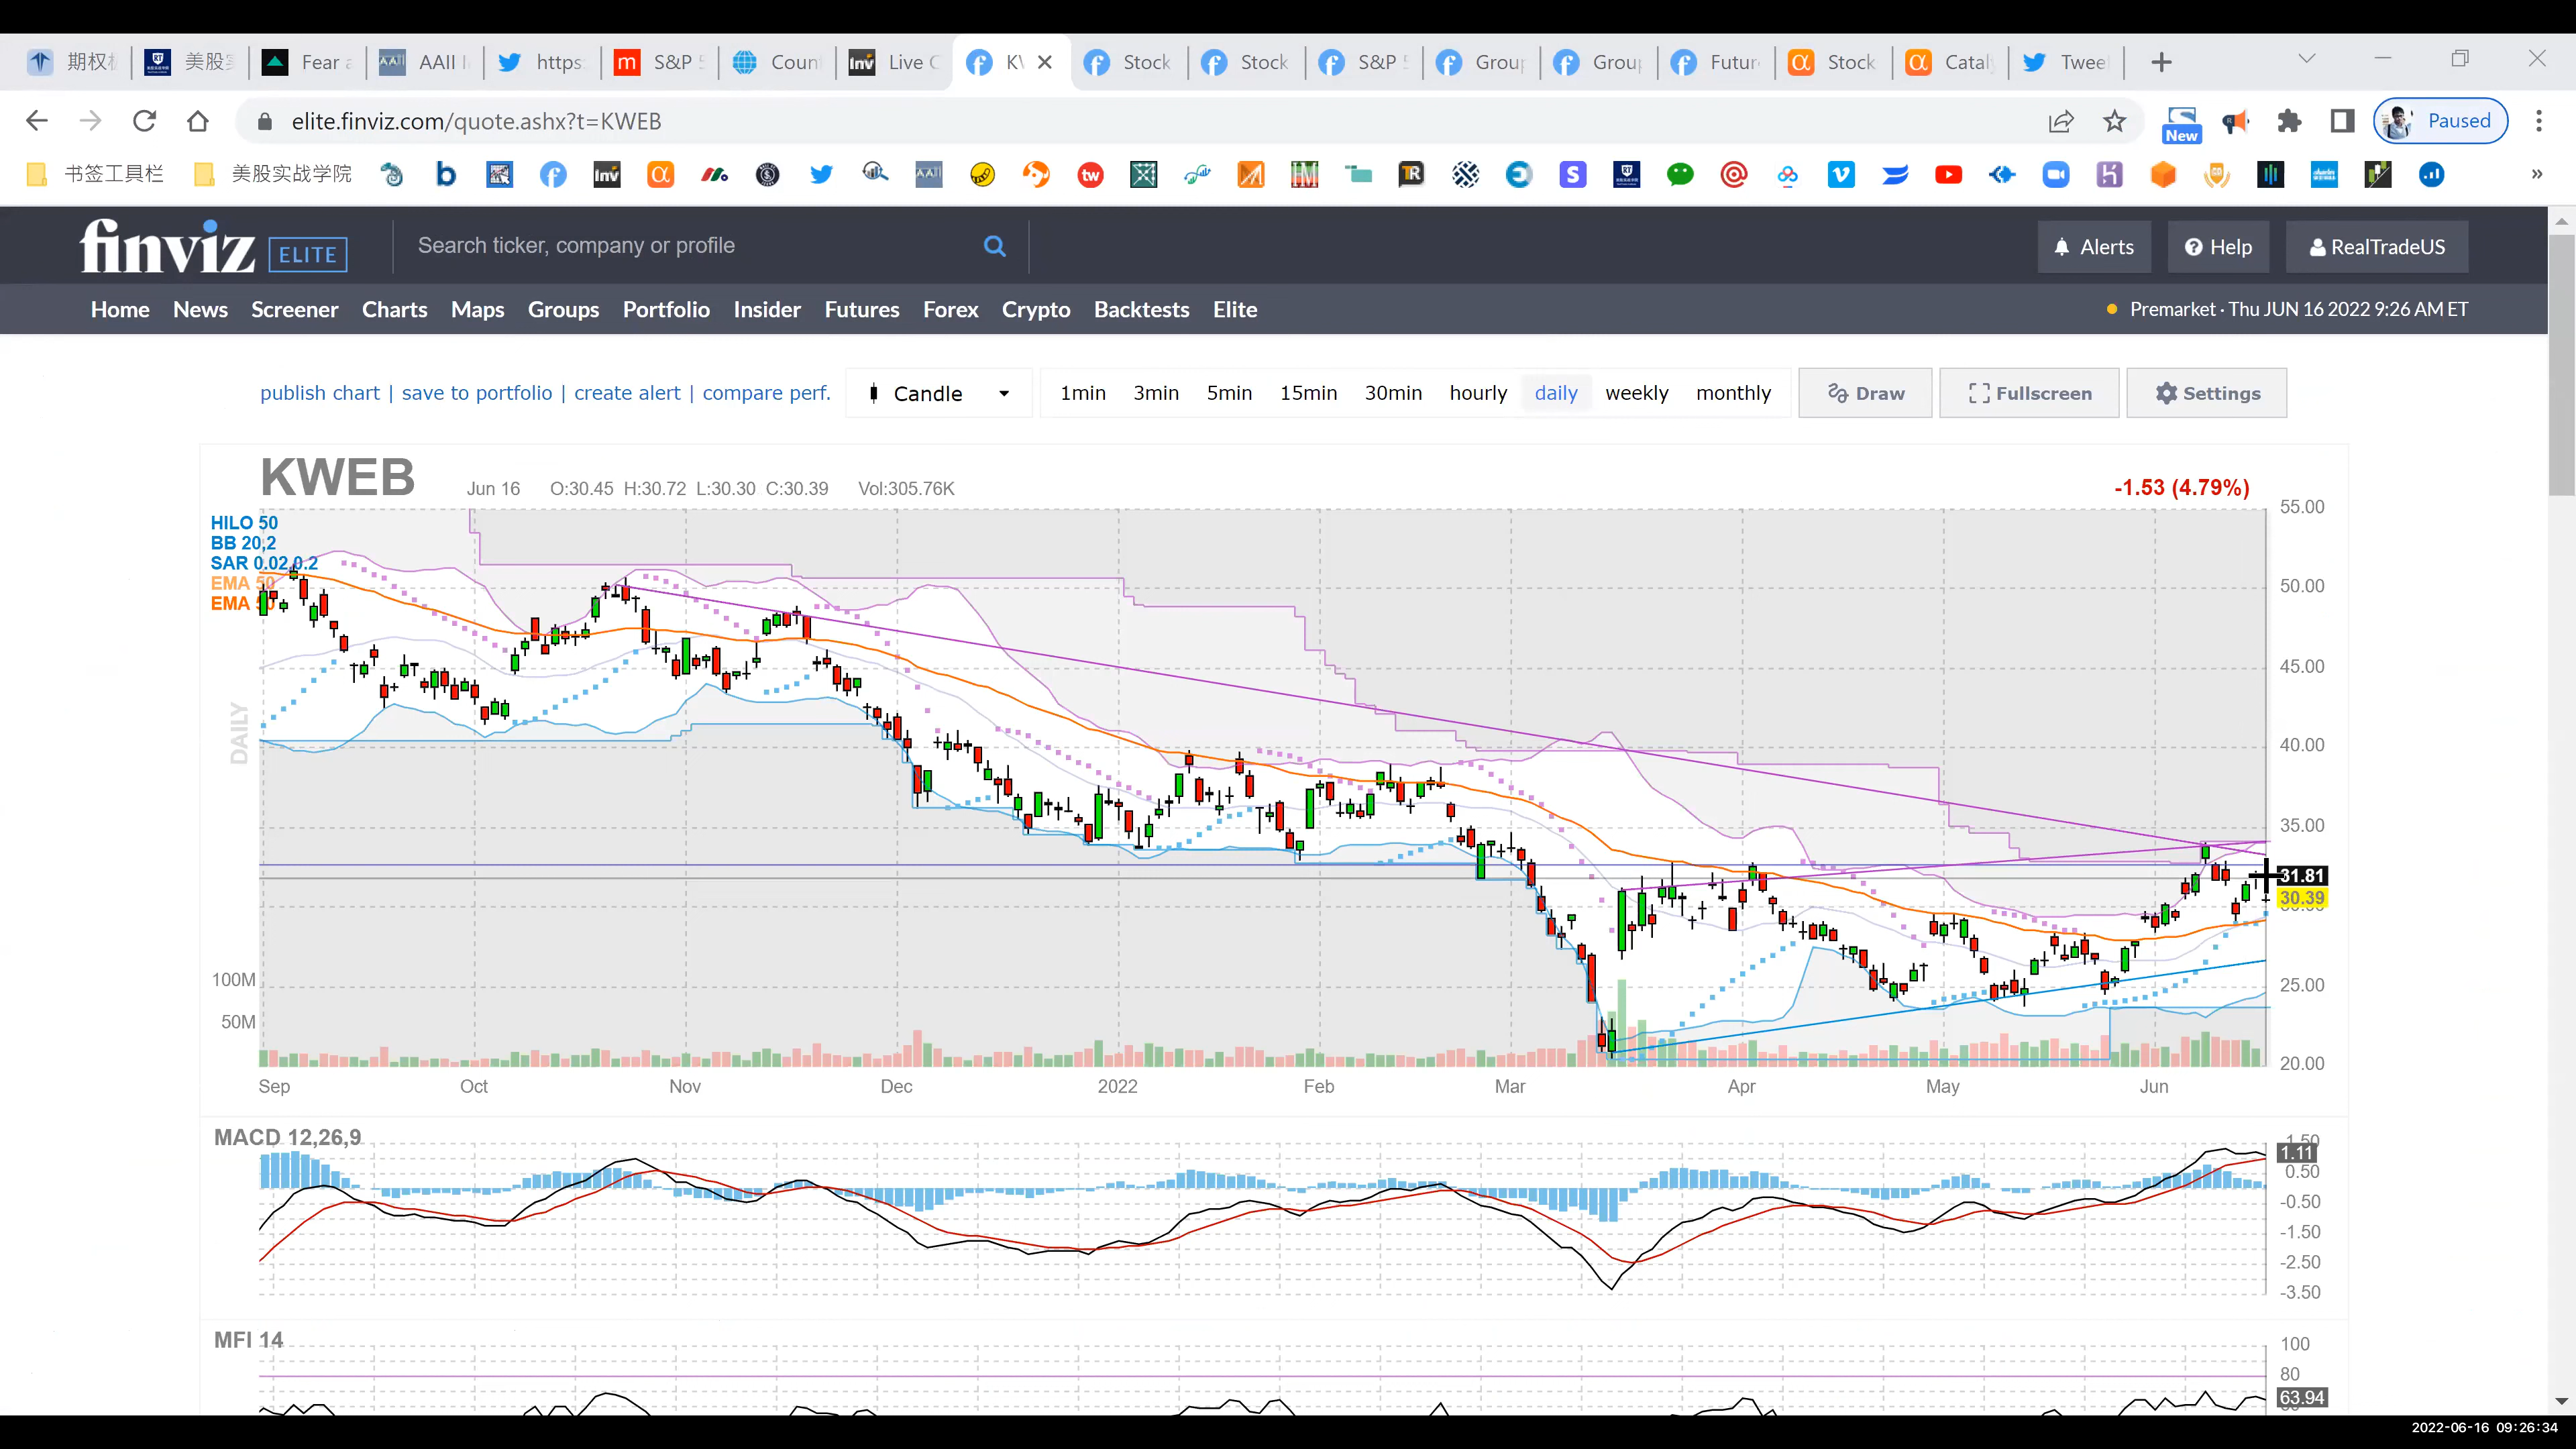 期权 美股 Fear a AAII I https: S&P 5 Coun Live C KV Stock Stock S&P 5 Grou Grou Futur Stock Catal Twee
elite.finviz.com/quote.ashx?t=KWEB New Paused
书签工具栏 美股实战学院
finviz ELITE Search ticker, company or profile Alerts Help RealTradeUS
Home News Screener Charts Maps Groups Portfolio Insider Futures Forex Crypto Backtests Elite Premarket · Thu JUN 16 2022 9:26 AM ET
publish chart | save to portfolio | create alert | compare perf. Candle 1min 3min 5min 15min 30min hourly daily weekly monthly Draw Fullscreen Settings
KWEB Jun 16 O:30.45 H:30.72 L:30.30 C:30.39 Vol:305.76K -1.53 (4.79%)
55.00
HILO 50
BB 20,2
SAR 0.02,0.2
EMA 50
EMA 50
50.00
45.00
DAILY
40.00
35.00
31.81
30.39
100M 25.00
50M
20.00
Sep Oct Nov Dec 2022 Feb Mar Apr May Jun
MACD 12,26,9
1.50
1.11
0.50
-0.50
-1.50
-2.50
-3.50
MFI 14 100
80
63.94
2022-06-16 09:26:34